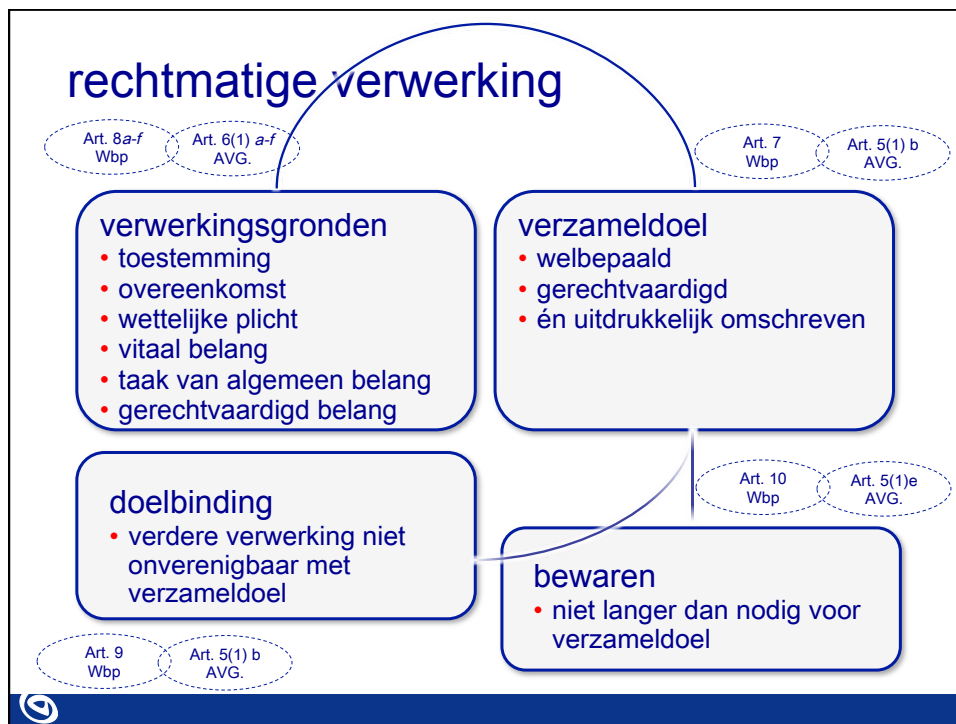 rechtmatige verwerking
Art. 8a-f
Wbp
Art. 6(1) a-f
AVG.
Art. 7
Wbp
Art. 5(1) b
AVG.
verwerkingsgronden
• toestemming
• overeenkomst
• wettelijke plicht
• vitaal belang
• taak van algemeen belang
• gerechtvaardigd belang
verzameldoel
• welbepaald
• gerechtvaardigd
• én uitdrukkelijk omschreven
Art. 10
Wbp
Art. 5(1)e
AVG.
doelbinding
• verdere verwerking niet
onverenigbaar met
verzameldoel
bewaren
• niet langer dan nodig voor
verzameldoel
Art. 9
Wbp
Art. 5(1) b
AVG.